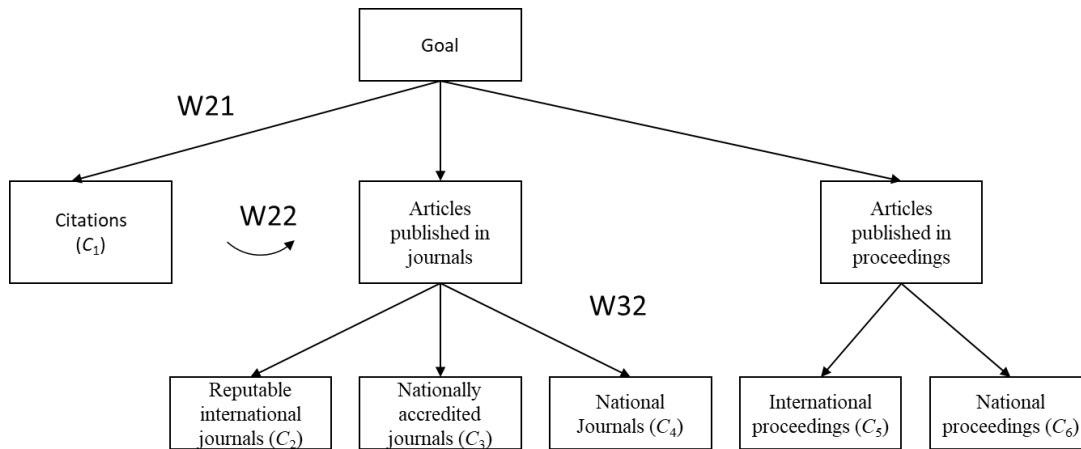 Goal
W21
Citations
(C₁)
W22
Articles
published in
journals
Articles
published in
proceedings
W32
Reputable
international
journals (C₂)
Nationally
accredited
journals (C₃)
National
Journals (C₄)
International
proceedings (C₅)
National
proceedings (C₆)